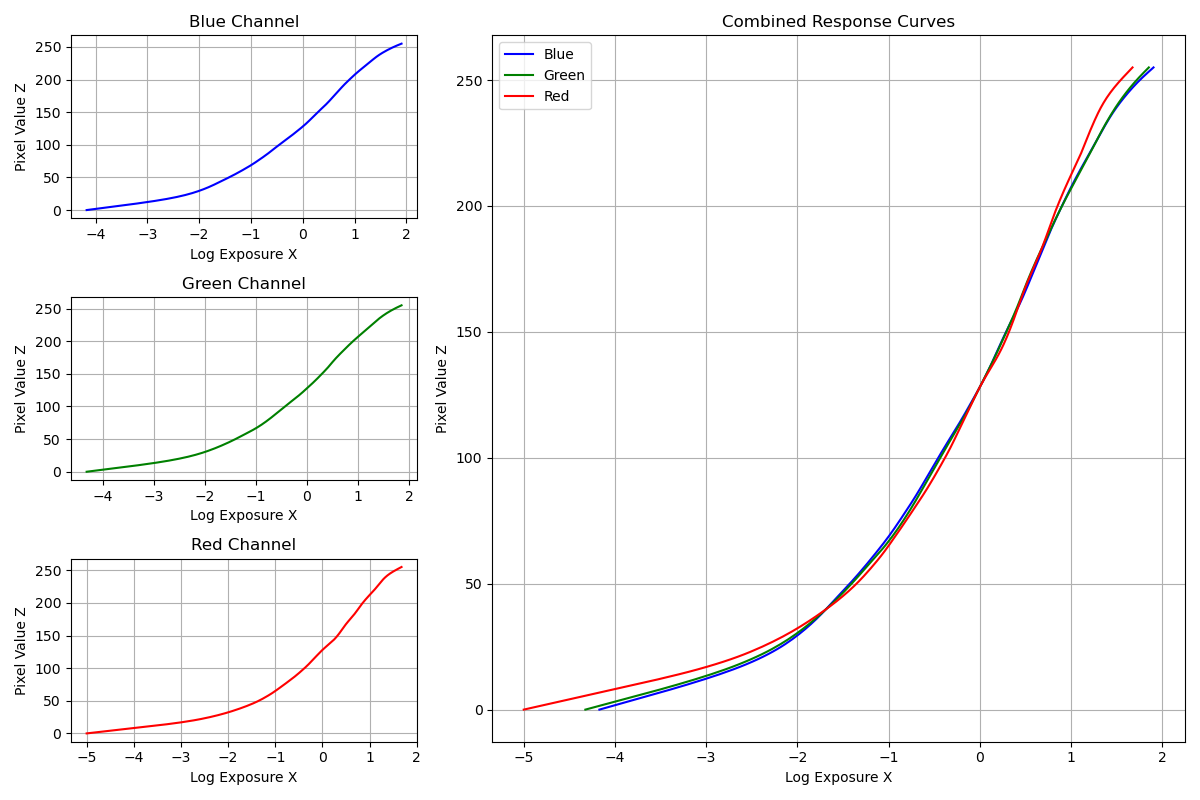 Blue Channel
250
200
150
100
50
0
Pixel Value Z
−4 −3 −2 −1 0 1 2
Log Exposure X
Green Channel
250
200
150
100
50
0
Pixel Value Z
−4 −3 −2 −1 0 1 2
Log Exposure X
Red Channel
250
200
150
100
50
0
Pixel Value Z
−5 −4 −3 −2 −1 0 1 2
Log Exposure X
Combined Response Curves
Blue
Green
Red
250
200
150
100
50
0
Pixel Value Z
−5 −4 −3 −2 −1 0 1 2
Log Exposure X